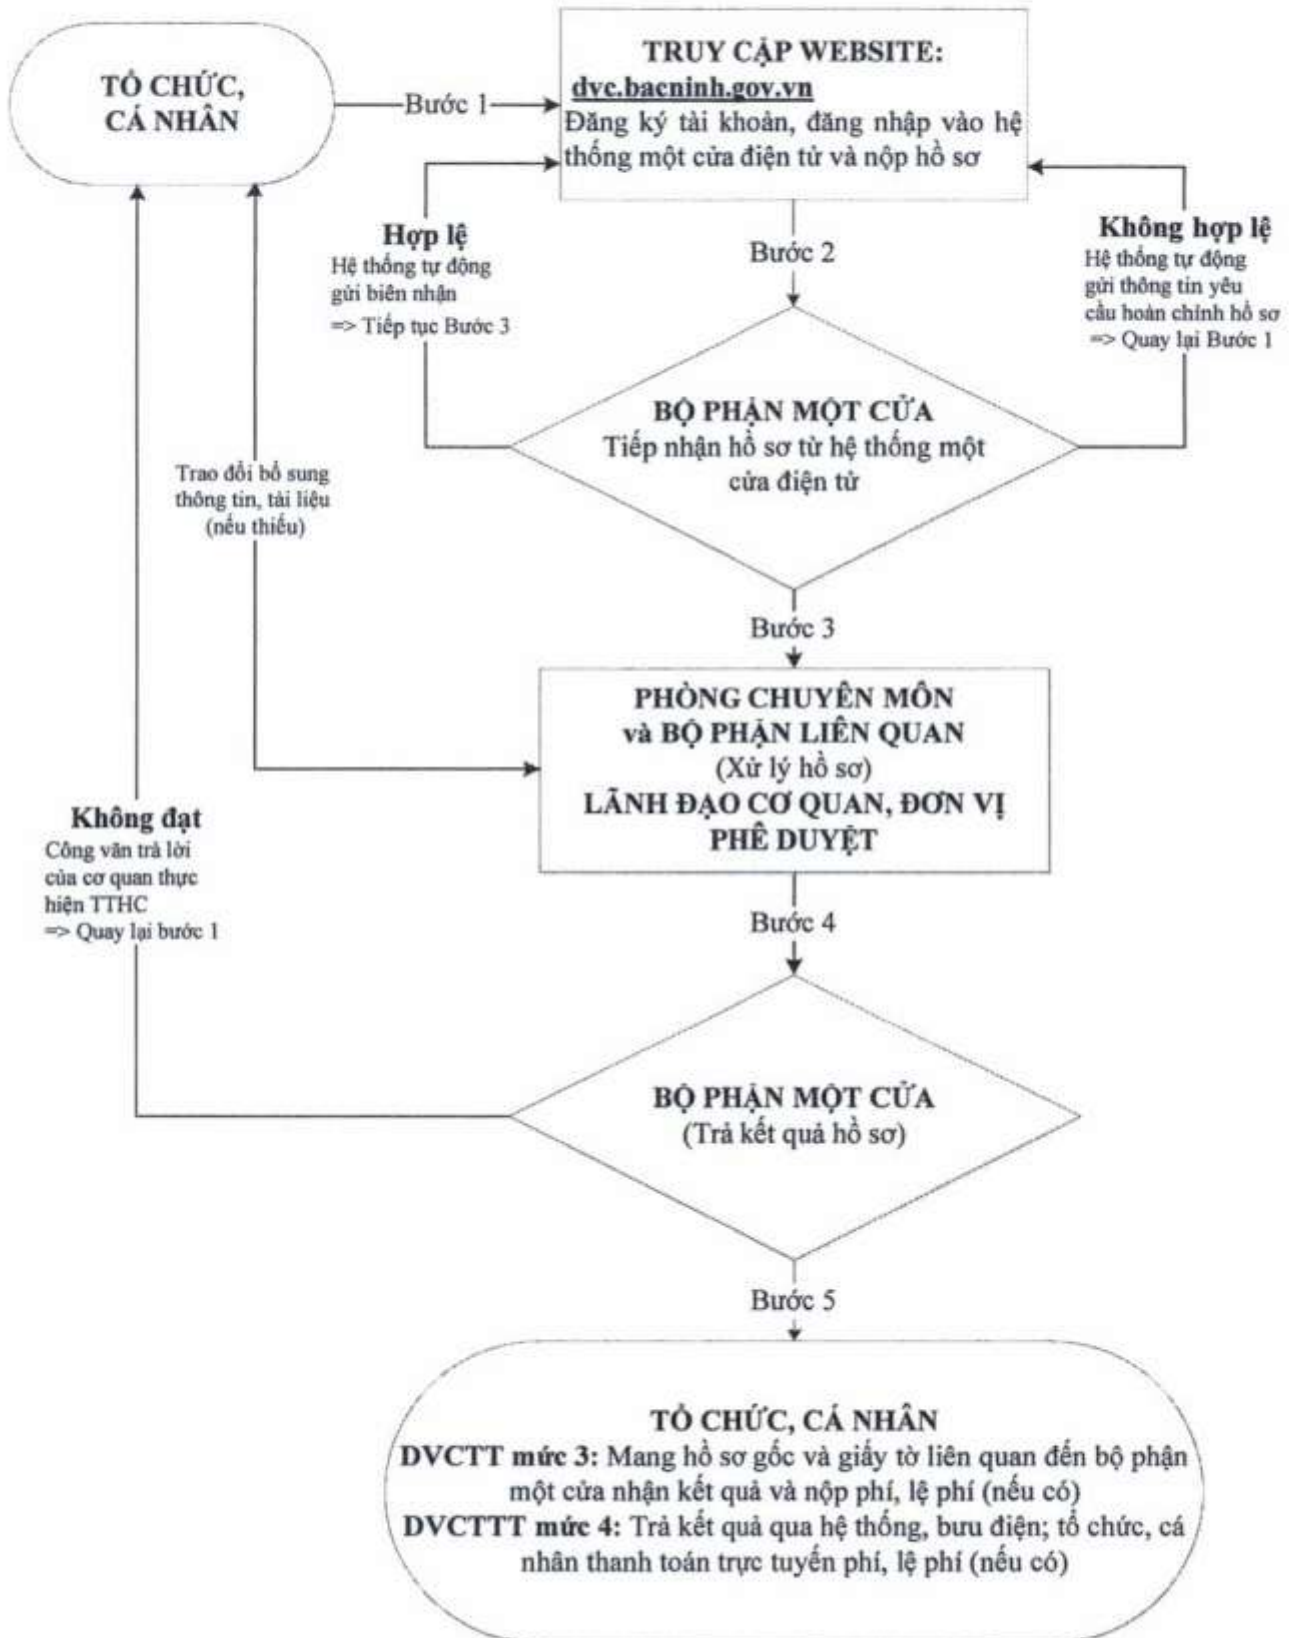 TỔ CHỨC,
CÁ NHÂN
Bước 1
TRUY CẬP WEBSITE:
dvc.bacninh.gov.vn
Đăng ký tài khoản, đăng nhập vào hệ
thống một cửa điện tử và nộp hồ sơ
Hợp lệ
Hệ thống tự động
gửi biên nhận
=> Tiếp tục Bước 3
Bước 2
Không hợp lệ
Hệ thống tự động
gửi thông tin yêu
cầu hoàn chỉnh hồ sơ
=> Quay lại Bước 1
BỘ PHẬN MỘT CỬA
Tiếp nhận hồ sơ từ hệ thống một
cửa điện tử
Trao đổi bổ sung
thông tin, tài liệu
(nếu thiếu)
Bước 3
PHÒNG CHUYÊN MÔN
và BỘ PHẬN LIÊN QUAN
(Xử lý hồ sơ)
LÃNH ĐẠO CƠ QUAN, ĐƠN VỊ
PHÊ DUYỆT
Không đạt
Công văn trả lời
của cơ quan thực
hiện TTHC
=> Quay lại bước 1
Bước 4
BỘ PHẬN MỘT CỬA
(Trả kết quả hồ sơ)
Bước 5
TỔ CHỨC, CÁ NHÂN
DVCTT mức 3: Mang hồ sơ gốc và giấy tờ liên quan đến bộ phận
một cửa nhận kết quả và nộp phí, lệ phí (nếu có)
DVCTTT mức 4: Trả kết quả qua hệ thống, bưu điện; tổ chức, cá
nhân thanh toán trực tuyến phí, lệ phí (nếu có)